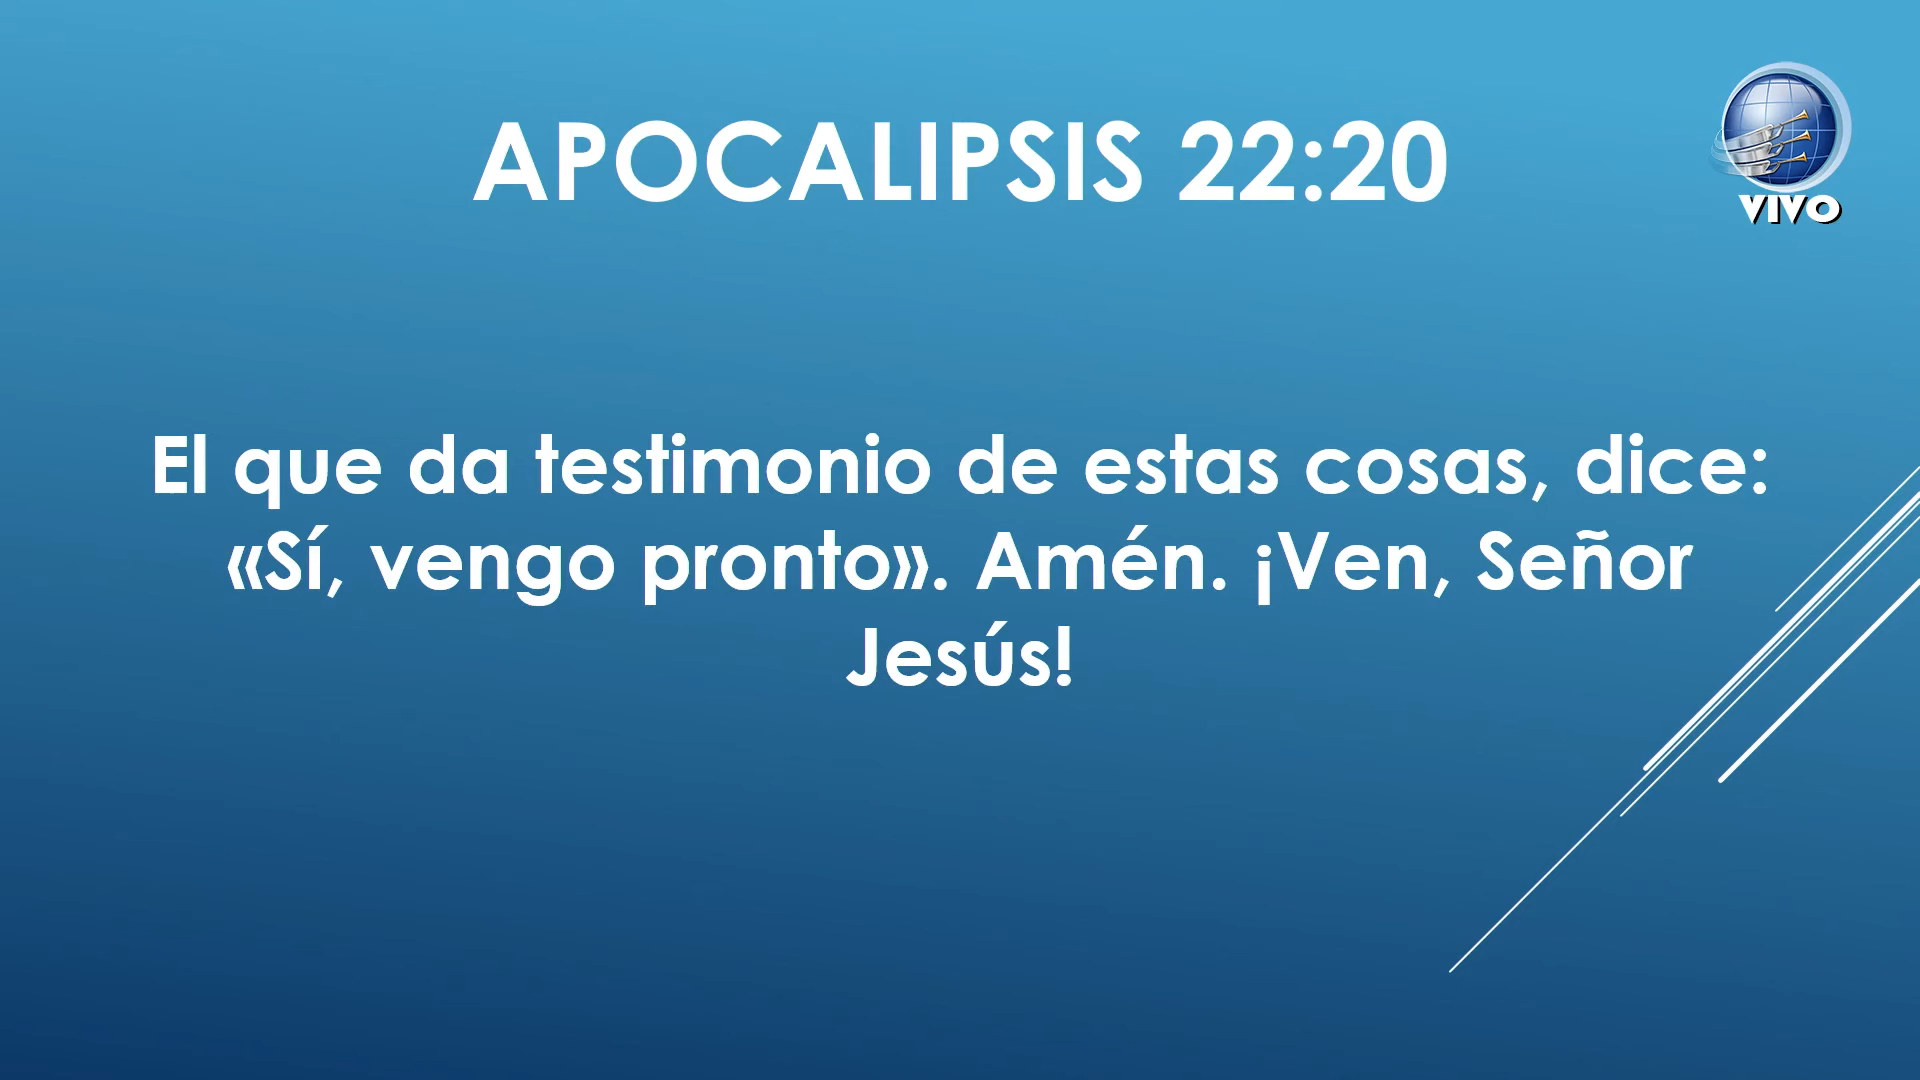 APOCALIPSIS 22:20
VIVO
El que da testimonio de estas cosas, dice:
«Sí, vengo pronto». Amén. ¡Ven, Señor
Jesús!